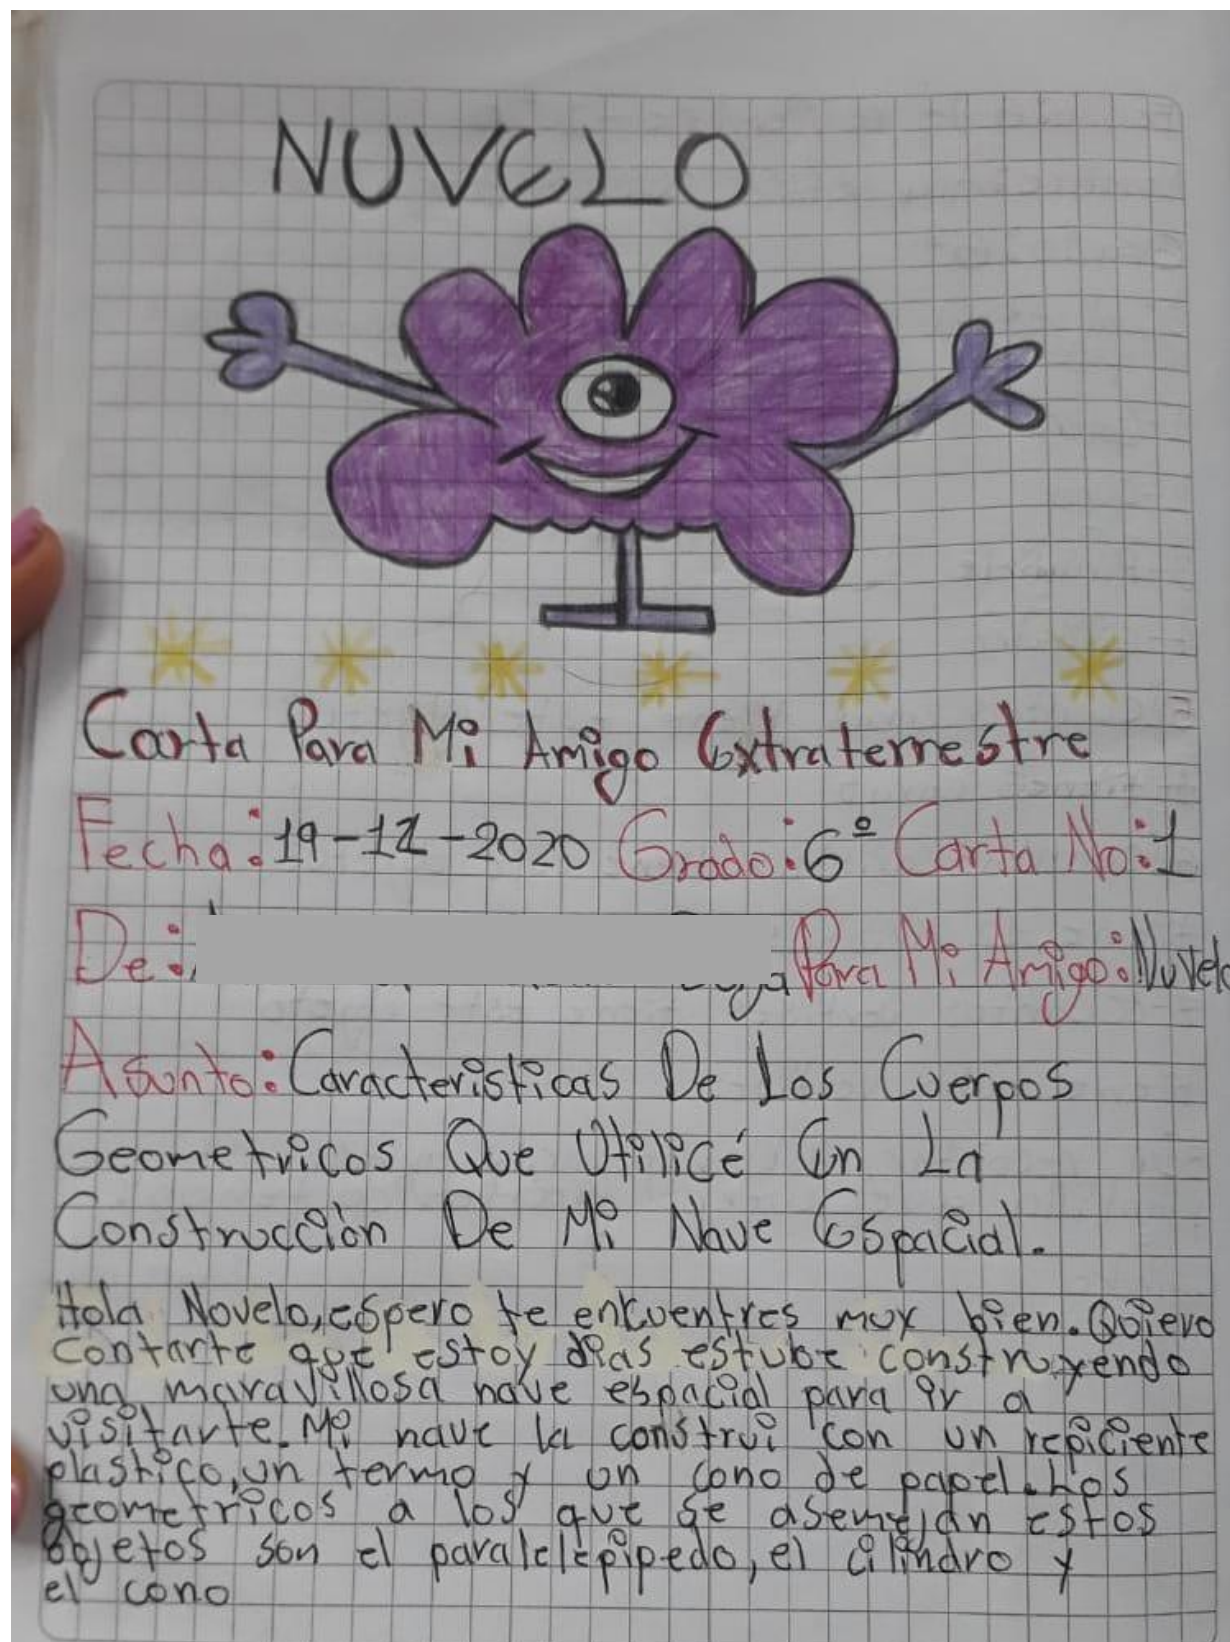 NUVELO
Carta Para Mi Amigo Extraterrestre
Fecha: 19-11-2020 Grado: 6º Carta No: 1
De: Para Mi Amigo: Nuvelo
Asunto: Caracteristicas De Los Cuerpos
Geometricos Que Utilicé En La
Construcción De Mi Nave Espacial.
Hola Novelo, espero te encuentres muy bien. Quiero
contarte que estoy dias estube construyendo
una maravillosa nave espacial para ir a
visitarte. Mi nave la construi con un repiciente
plastico, un termo y un cono de papel. Los
geometricos a los que se asemejan estos
objetos son el paralelepipedo, el cilindro y
el cono